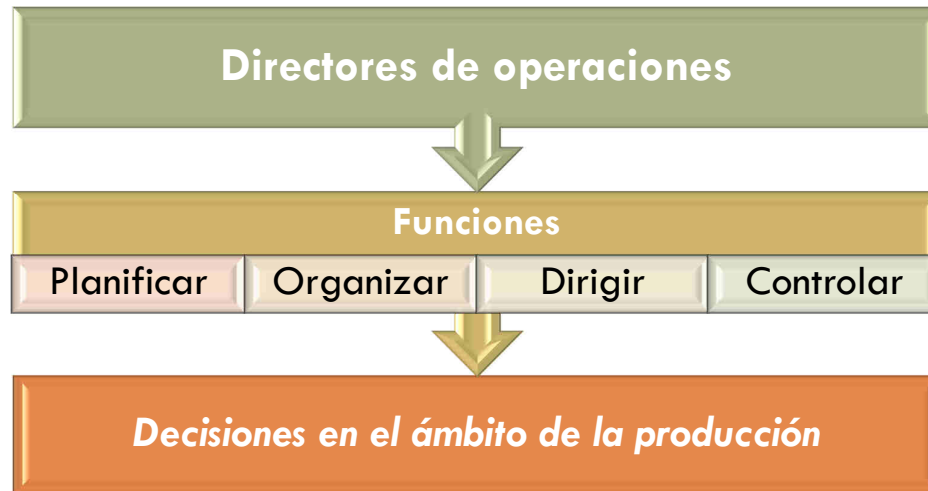 Directores de operaciones
Funciones
Planificar Organizar Dirigir Controlar
Decisiones en el ámbito de la producción